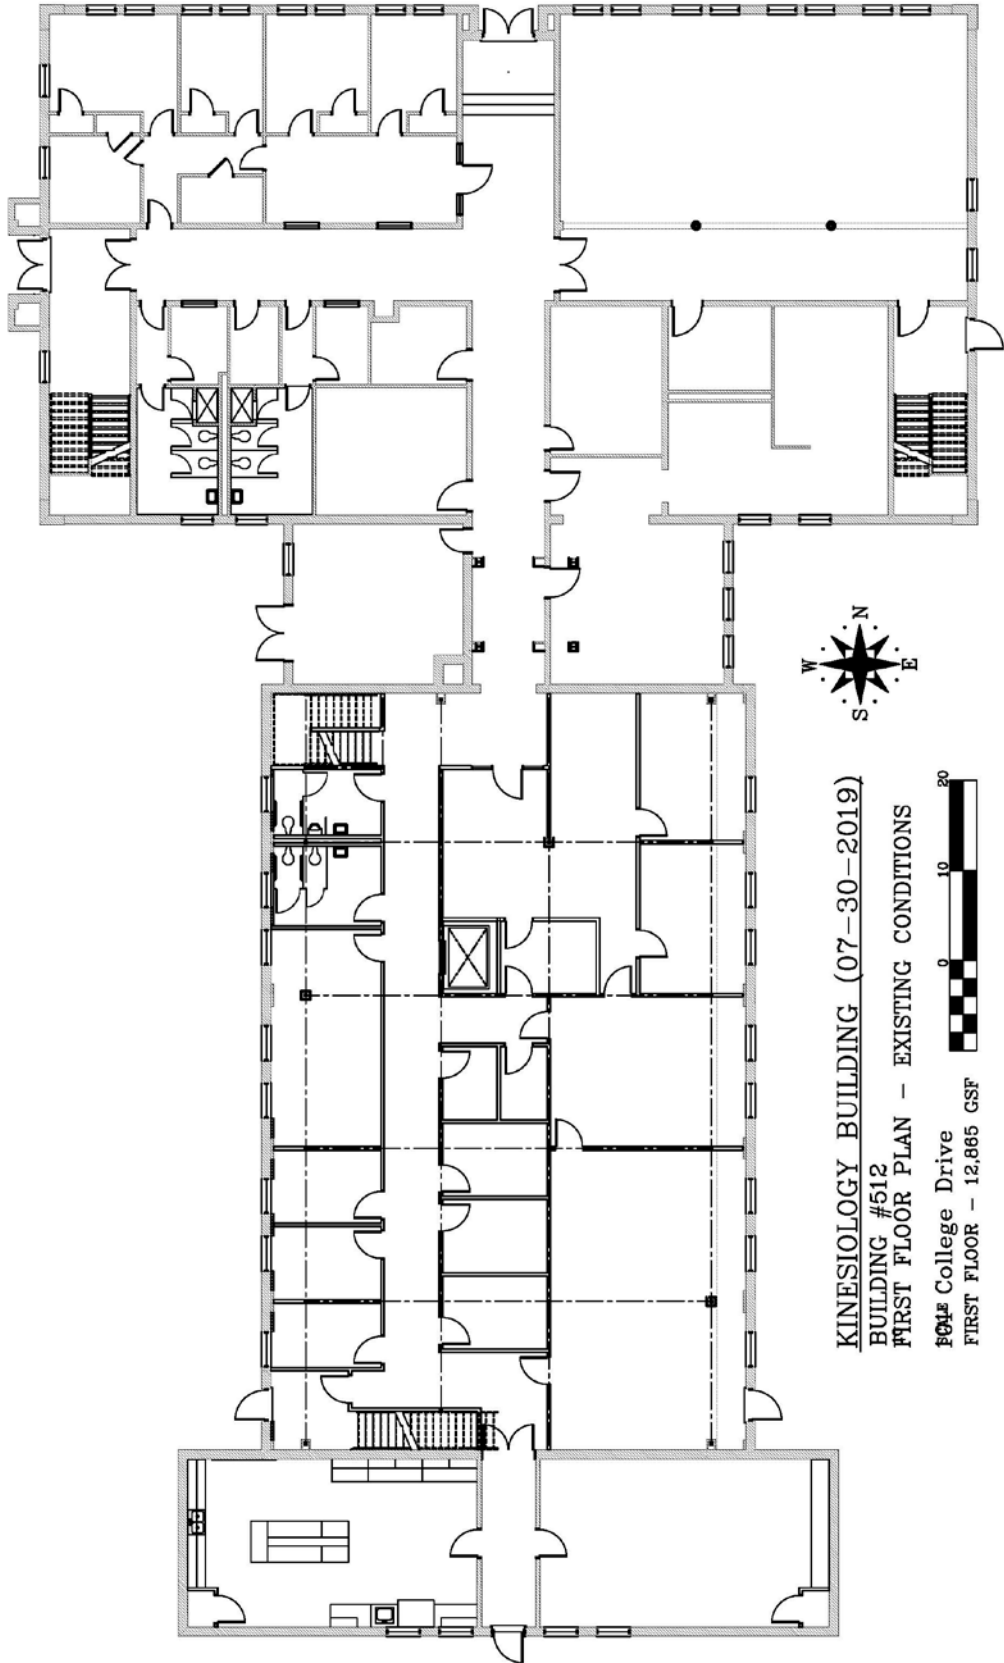 KINESIOLOGY BUILDING (07-30-2019)
BUILDING #512
FIRST FLOOR PLAN - EXISTING CONDITIONS
College Drive
FIRST FLOOR - 12,865 GSF
0 10 20
N
W
E
S